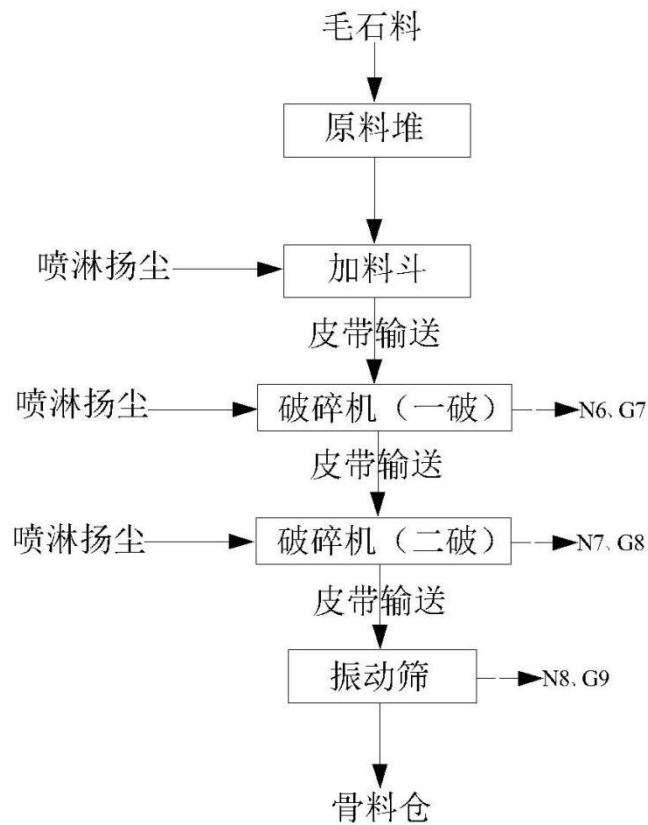 毛石料
原料堆
喷淋扬尘
加料斗
皮带输送
喷淋扬尘
破碎机（一破）
N6、G7
皮带输送
喷淋扬尘
破碎机（二破）
N7、G8
皮带输送
振动筛
N8、G9
骨料仓